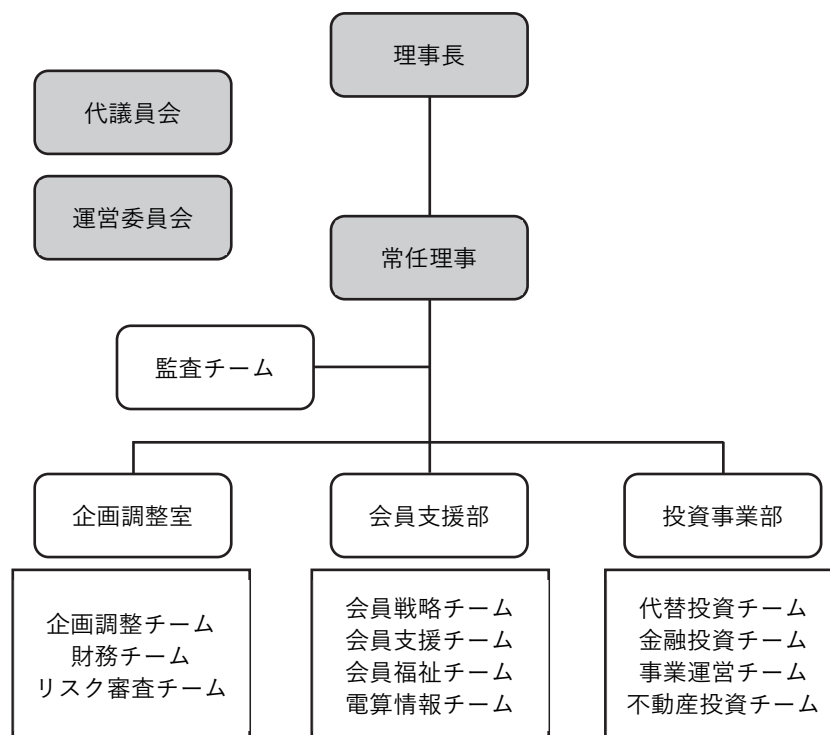 理事長
代議員会
運営委員会
常任理事
監査チーム
企画調整室
会員支援部
投資事業部
企画調整チーム
財務チーム
リスク審査チーム
会員戦略チーム
会員支援チーム
会員福祉チーム
電算情報チーム
代替投資チーム
金融投資チーム
事業運営チーム
不動産投資チーム